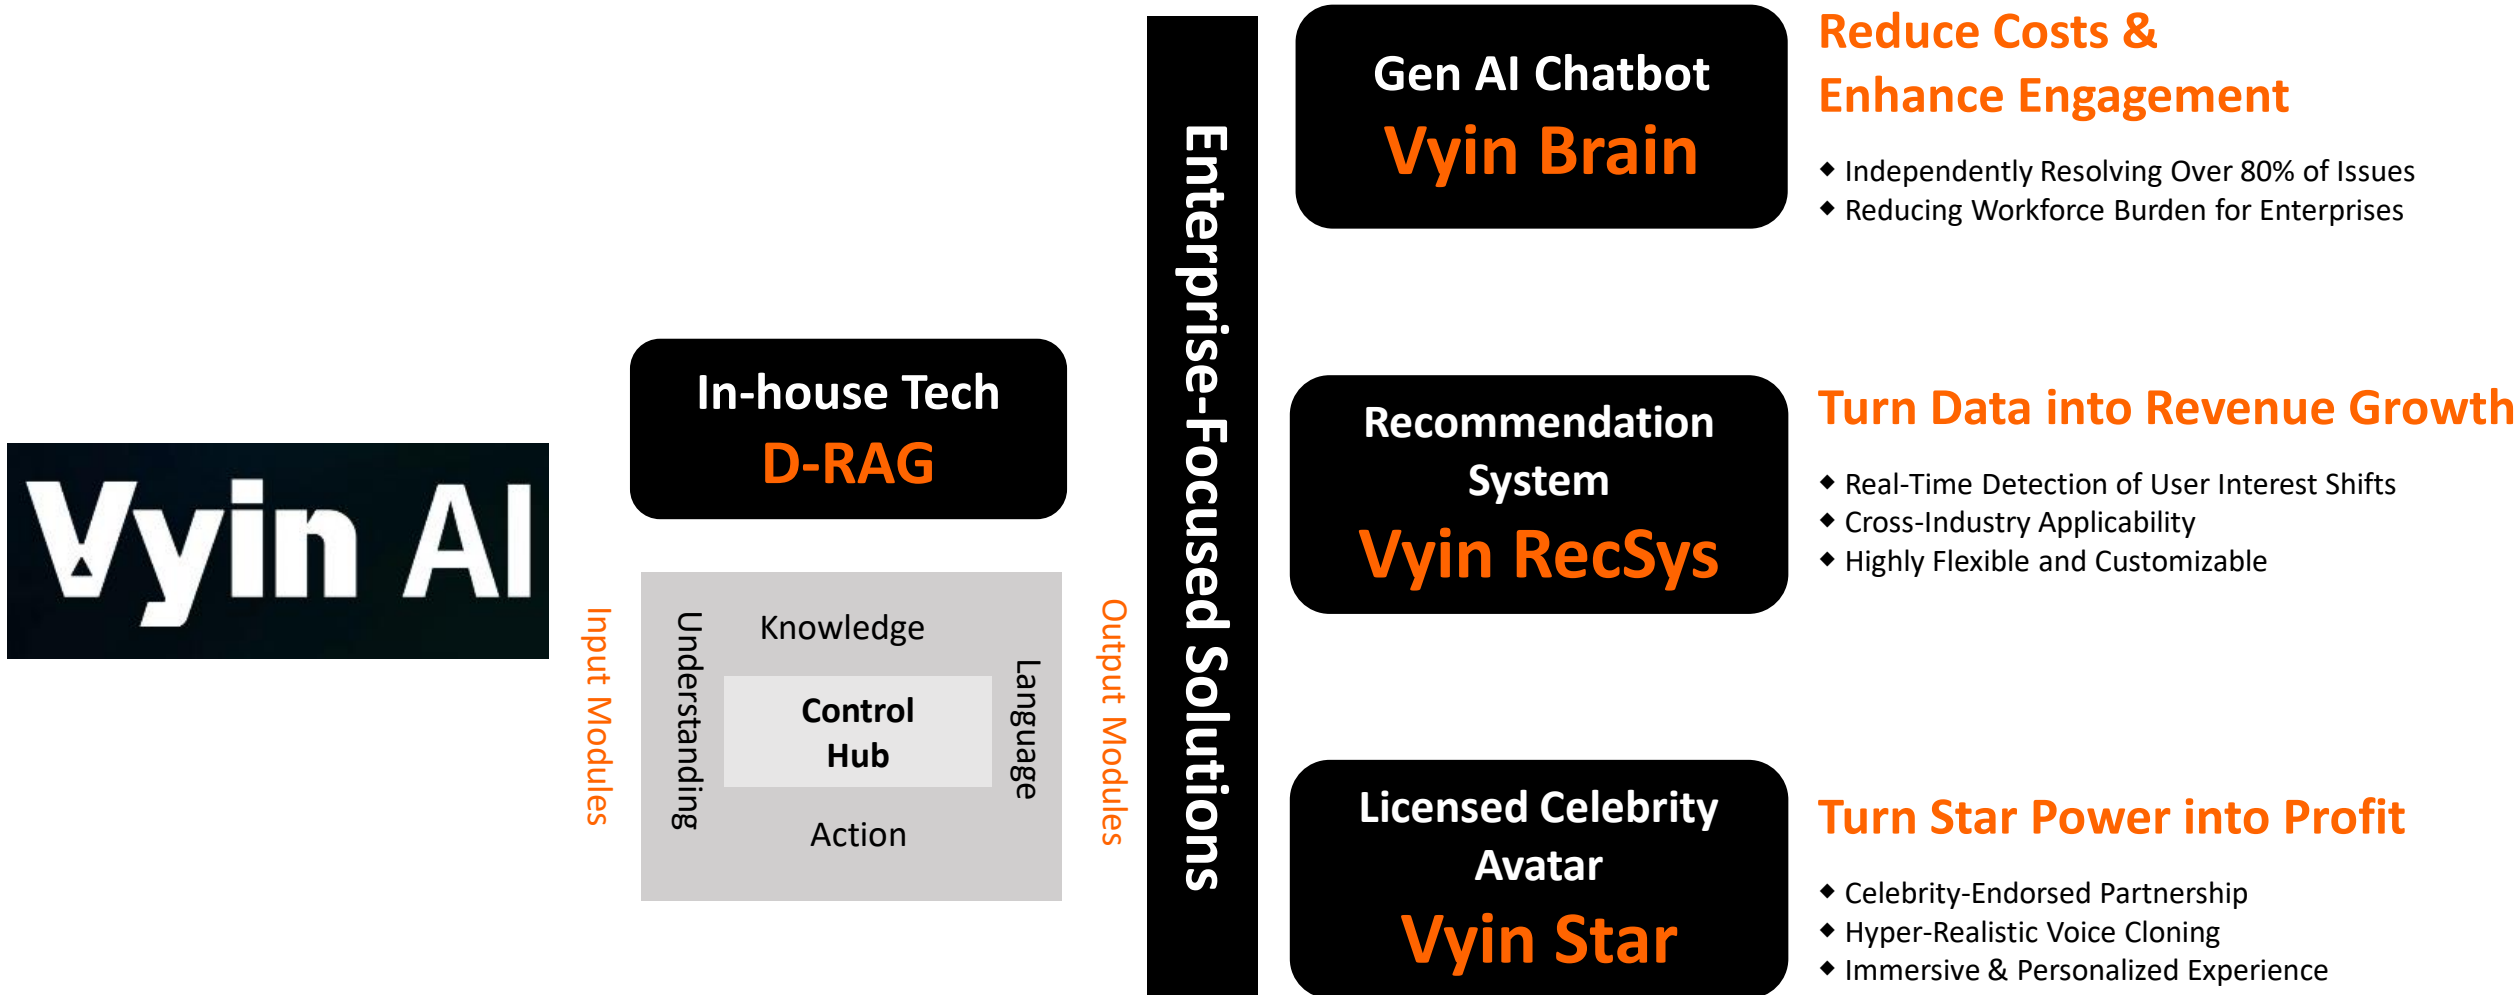 Vyin AI
In-house Tech
D-RAG
Input Modules
Understanding
Knowledge
Control
Hub
Action
Language
Output Modules
Enterprise-Focused Solutions
Gen AI Chatbot
Vyin Brain
Reduce Costs &
Enhance Engagement
◆ Independently Resolving Over 80% of Issues
◆ Reducing Workforce Burden for Enterprises
Recommendation
System
Vyin RecSys
Turn Data into Revenue Growth
◆ Real-Time Detection of User Interest Shifts
◆ Cross-Industry Applicability
◆ Highly Flexible and Customizable
Licensed Celebrity
Avatar
Vyin Star
Turn Star Power into Profit
◆ Celebrity-Endorsed Partnership
◆ Hyper-Realistic Voice Cloning
◆ Immersive & Personalized Experience